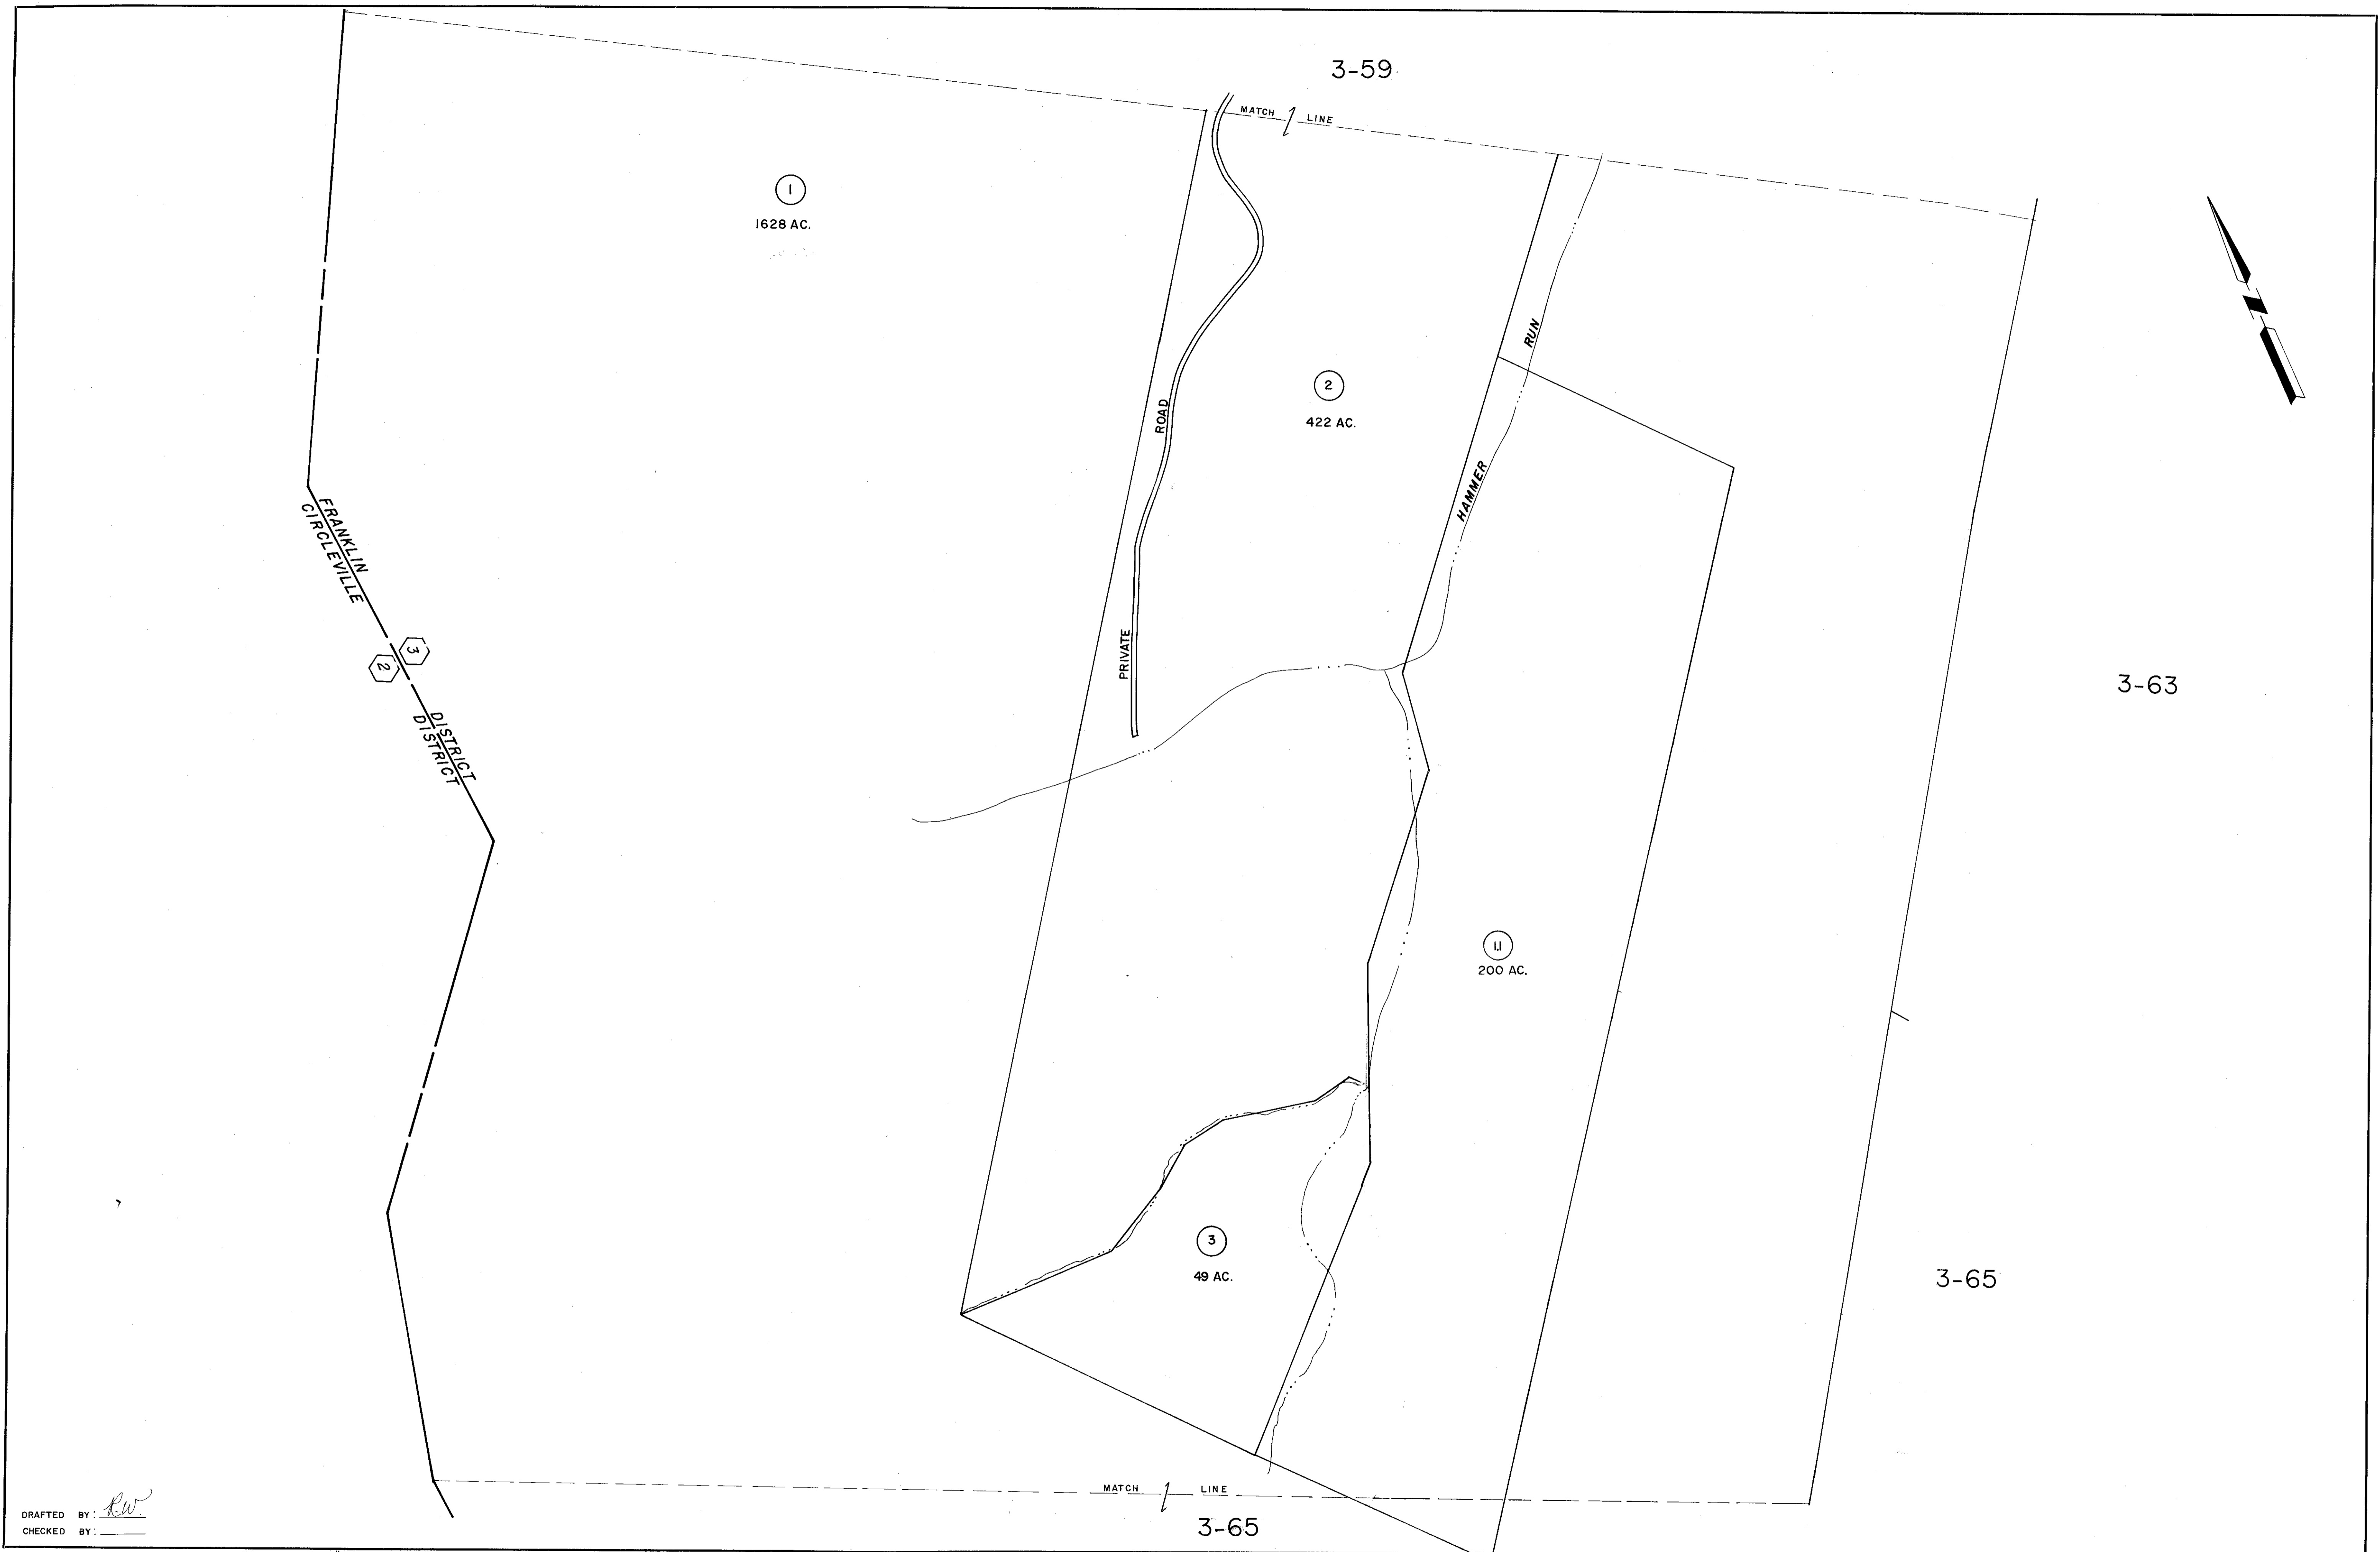 3-59
MATCH LINE
1
1628 AC.
RUN
2
422 AC.
ROAD
HAMMER
FRANKLIN
CIRCLEVILLE
PRIVATE
3
2
3-63
DISTRICT
DISTRICT
1.1
200 AC.
3
49 AC.
3-65
MATCH LINE
3-65
DRAFTED BY: R.W.
CHECKED BY: